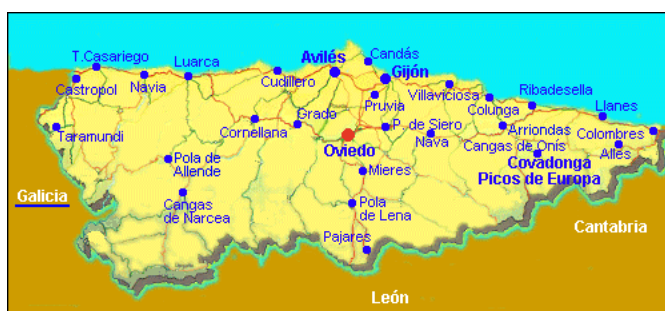 T.Casariego
Luarca
Avilés
Candás
Gijón
Castropol
Navia
Cudillero
Pruvia
Villaviciosa
Colunga
Ribadesella
Llanes
Taramundi
Cornellana
Grado
P. de Siero
Nava
Arriondas
Colombres
Oviedo
Cangas de Onís
Alles
Pola de
Allende
Mieres
Covadonga
Picos de Europa
Galicia
Cangas
de Narcea
Pola
de Lena
Cantabria
Pajares
León